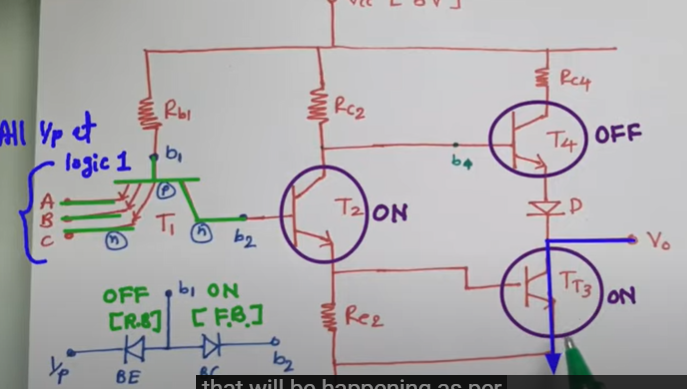 Vcc [ 5V ]
Rb1
Rc2
Rc4
All i/p at
logic 1
b1
b4
T4
OFF
A
B
C
P
n
T1
n
b2
T2
ON
D
Vo
T3
ON
OFF
[R.B]
b1
ON
[F.B.]
Re2
i/p
BE
BC
b2
that will be happening as per